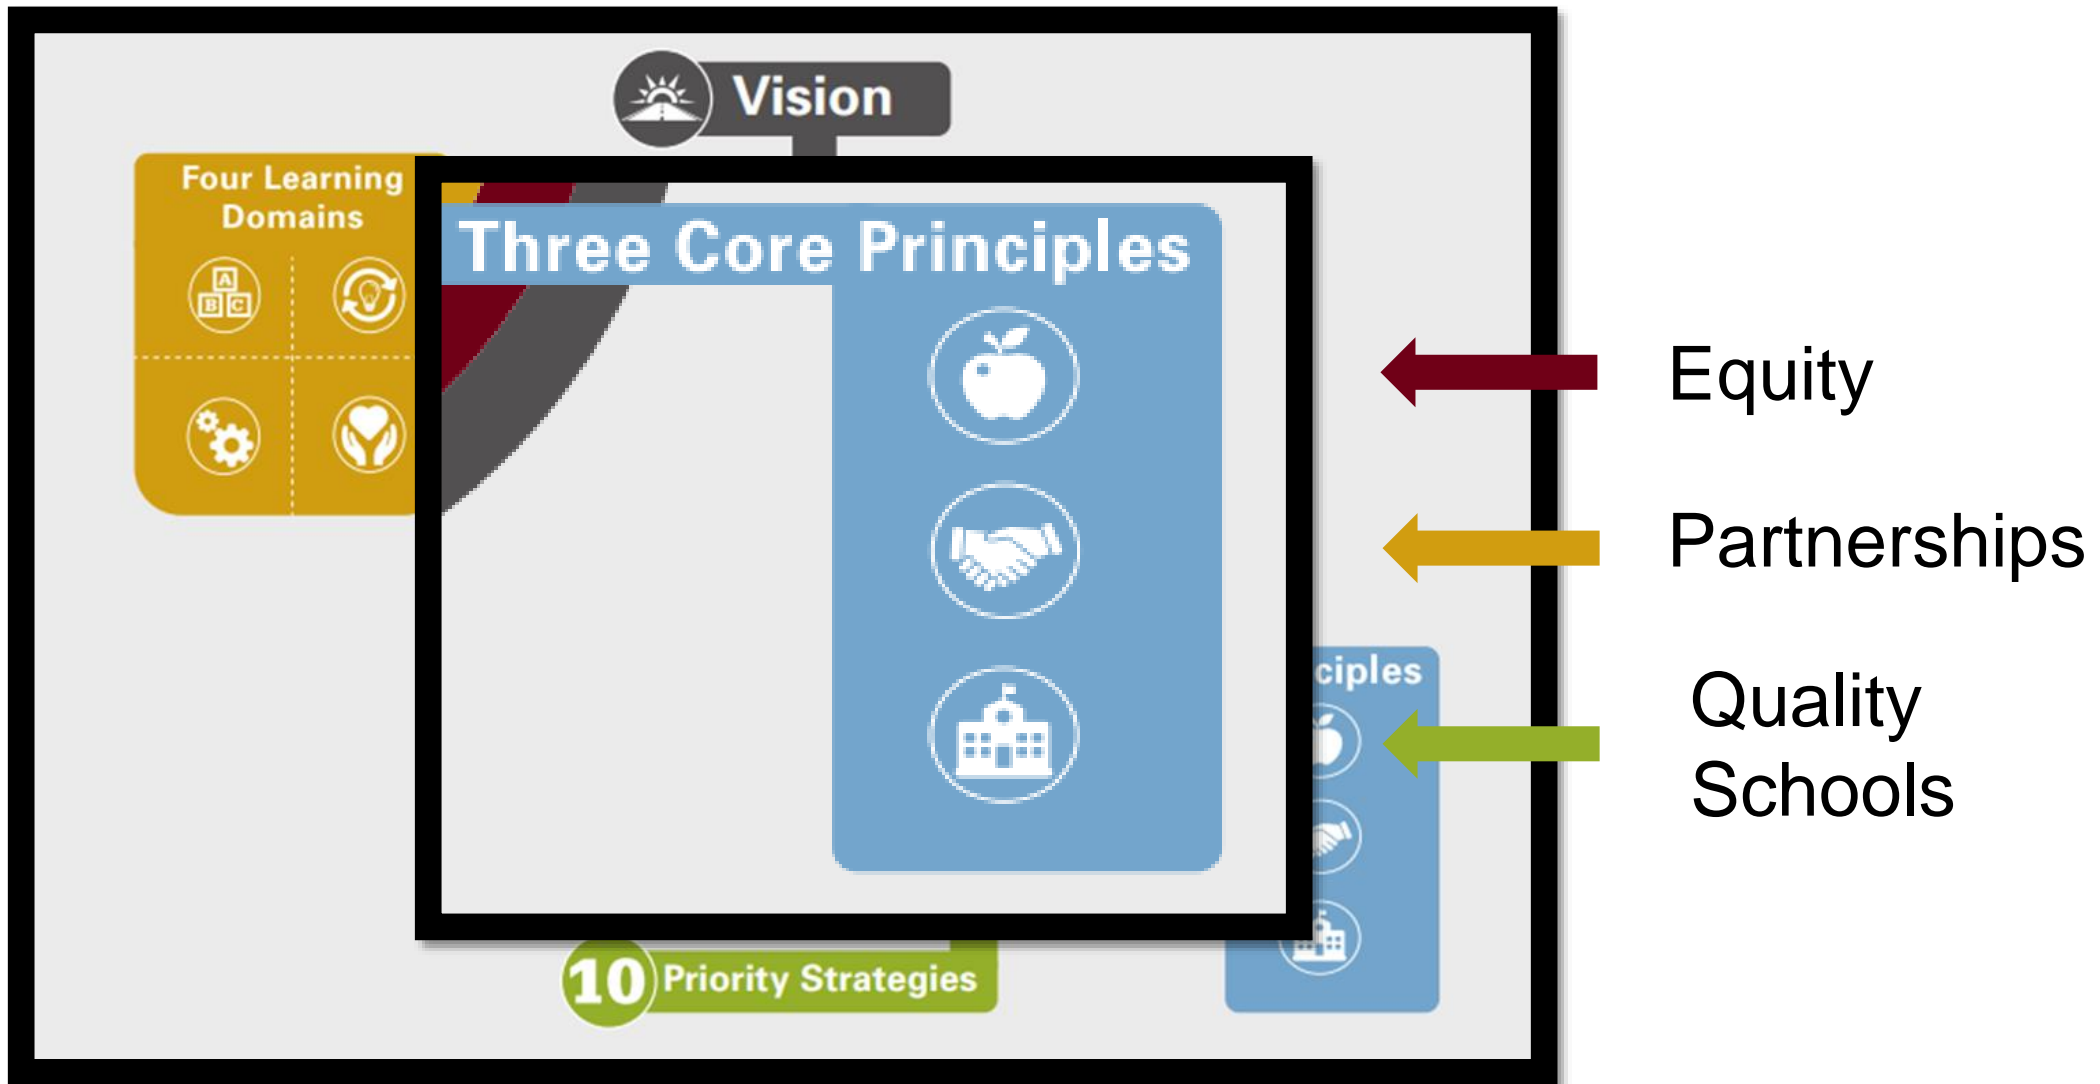 Vision
Four Learning
Domains
A
B C
Three Core Principles
Equity
Partnerships
Quality
Schools
ciples
10 Priority Strategies